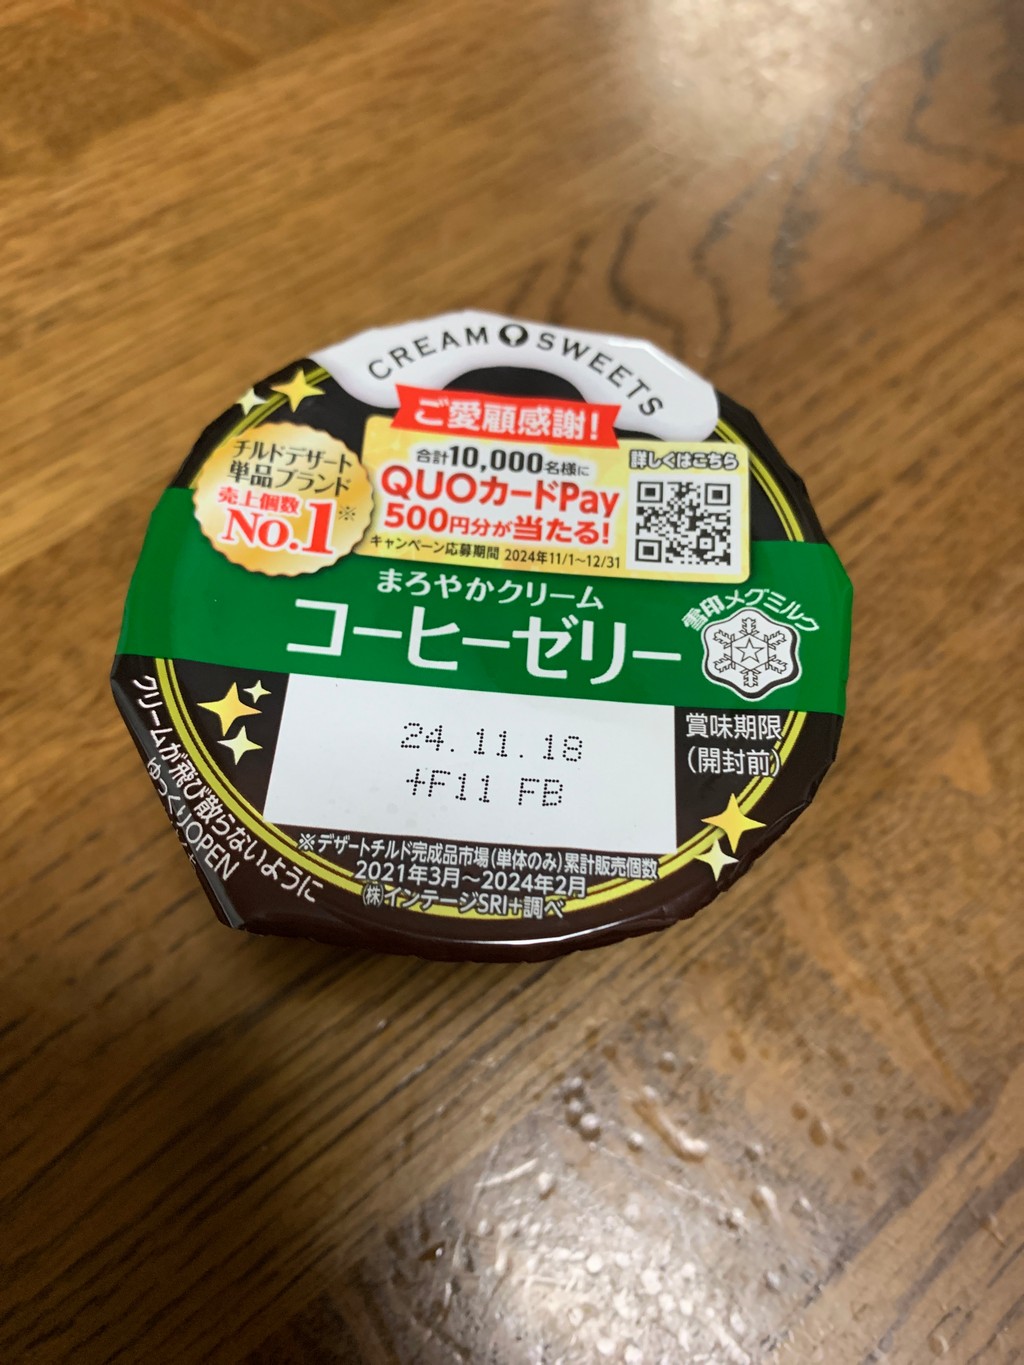 CREAM SWEETS
ご愛顧感謝!
チルドデザート
単品ブランド
売上個数
No.1※
合計10,000名様に
QUOカードPay
500円分が当たる!
キャンペーン応募期間 2024年11/1～12/31
詳しくはこちら
まろやかクリーム
コーヒーゼリー
雪印メグミルク
24.11.18
+F11 FB
賞味期限
(開封前)
※デザートチルド完成品市場(単体のみ)累計販売個数
2021年3月～2024年2月
(株)インテージSRI+調べ
クリームが飛び散らないように
ゆっくりOPEN